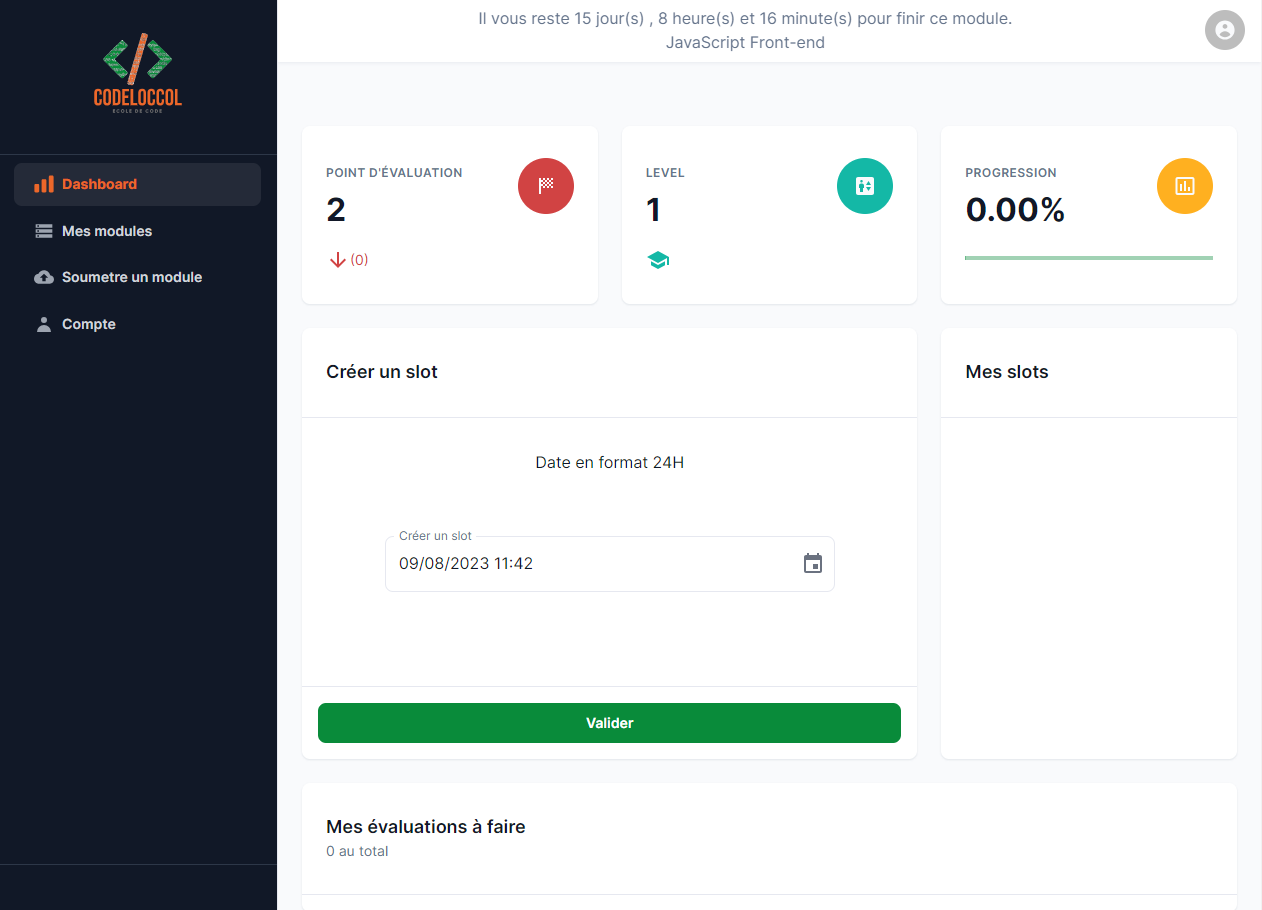 CODELOCCOL
ECOLE DE CODE
Dashboard
Mes modules
Soumetre un module
Compte
Il vous reste 15 jour(s) , 8 heure(s) et 16 minute(s) pour finir ce module.
JavaScript Front-end
POINT D'ÉVALUATION
2
(0)
LEVEL
1
PROGRESSION
0.00%
Créer un slot
Date en format 24H
Créer un slot
09/08/2023 11:42
Valider
Mes slots
Mes évaluations à faire
0 au total